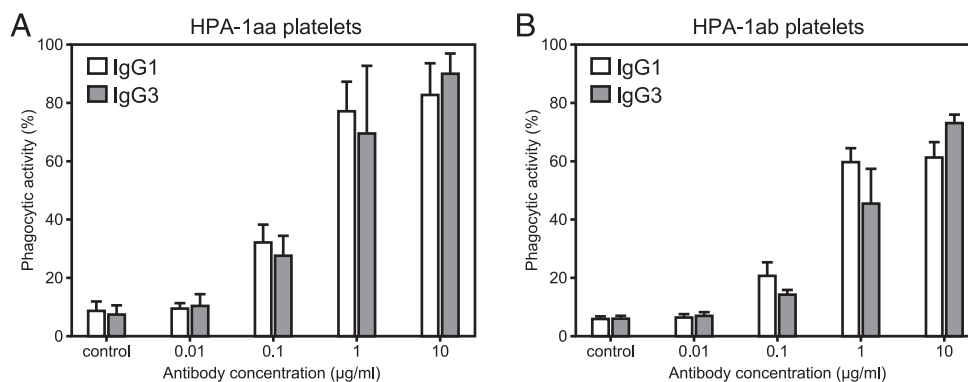 A
HPA-1aa platelets
IgG1
IgG3
Phagocytic activity (%)
100
80
60
40
20
0
control 0.01 0.1 1 10
Antibody concentration (µg/ml)
B
HPA-1ab platelets
IgG1
IgG3
Phagocytic activity (%)
100
80
60
40
20
0
control 0.01 0.1 1 10
Antibody concentration (µg/ml)